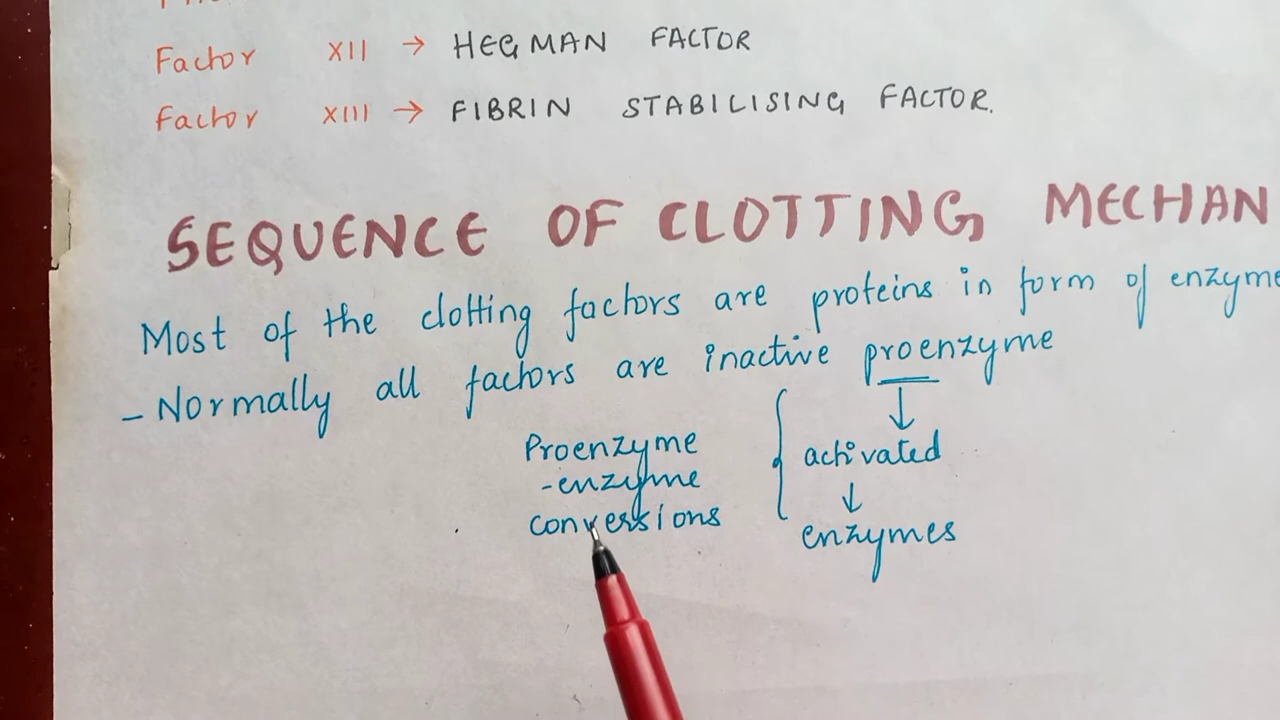 Factor XII → HEGMAN FACTOR
Factor XIII → FIBRIN STABILISING FACTOR.
SEQUENCE OF CLOTTING MECHAN
Most of the clotting factors are proteins in form of enzyme
- Normally all factors are inactive proenzyme
↓
Proenzyme
-enzyme
conversions
activated
↓
enzymes